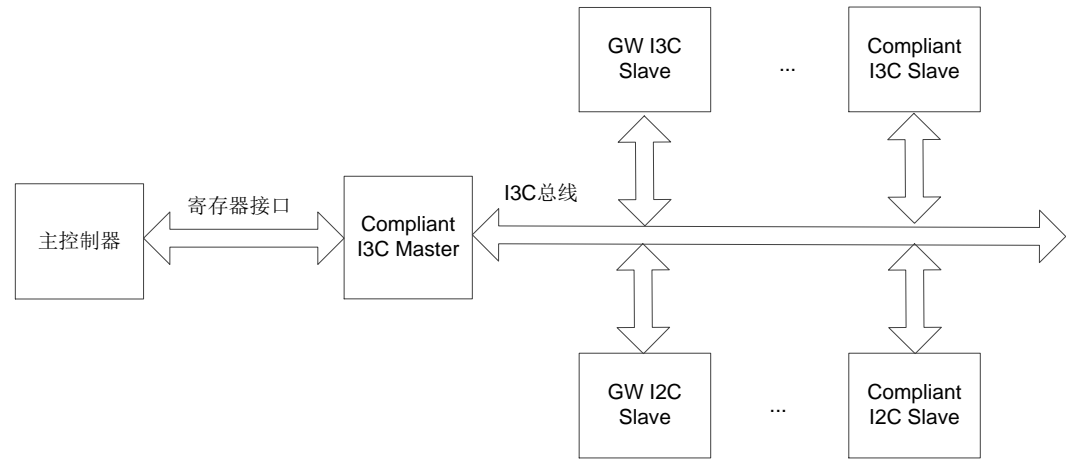 GW I3C
Slave
...
Compliant
I3C Slave
主控制器
寄存器接口
Compliant
I3C Master
I3C总线
GW I2C
Slave
...
Compliant
I2C Slave